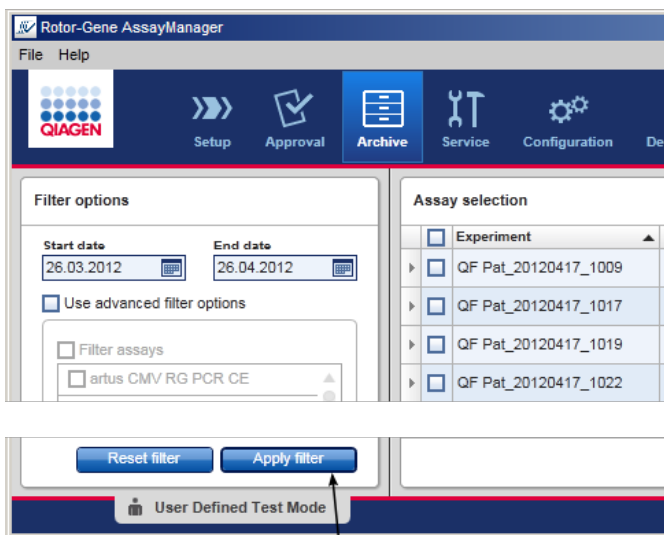 Rotor-Gene AssayManager
File Help
QIAGEN
Setup Approval Archive Service Configuration De
Filter options
Start date End date
26.03.2012 26.04.2012
Use advanced filter options
Filter assays
artus CMV RG PCR CE
Assay selection
Experiment
QF Pat_20120417_1009
QF Pat_20120417_1017
QF Pat_20120417_1019
QF Pat_20120417_1022
Reset filter Apply filter
User Defined Test Mode